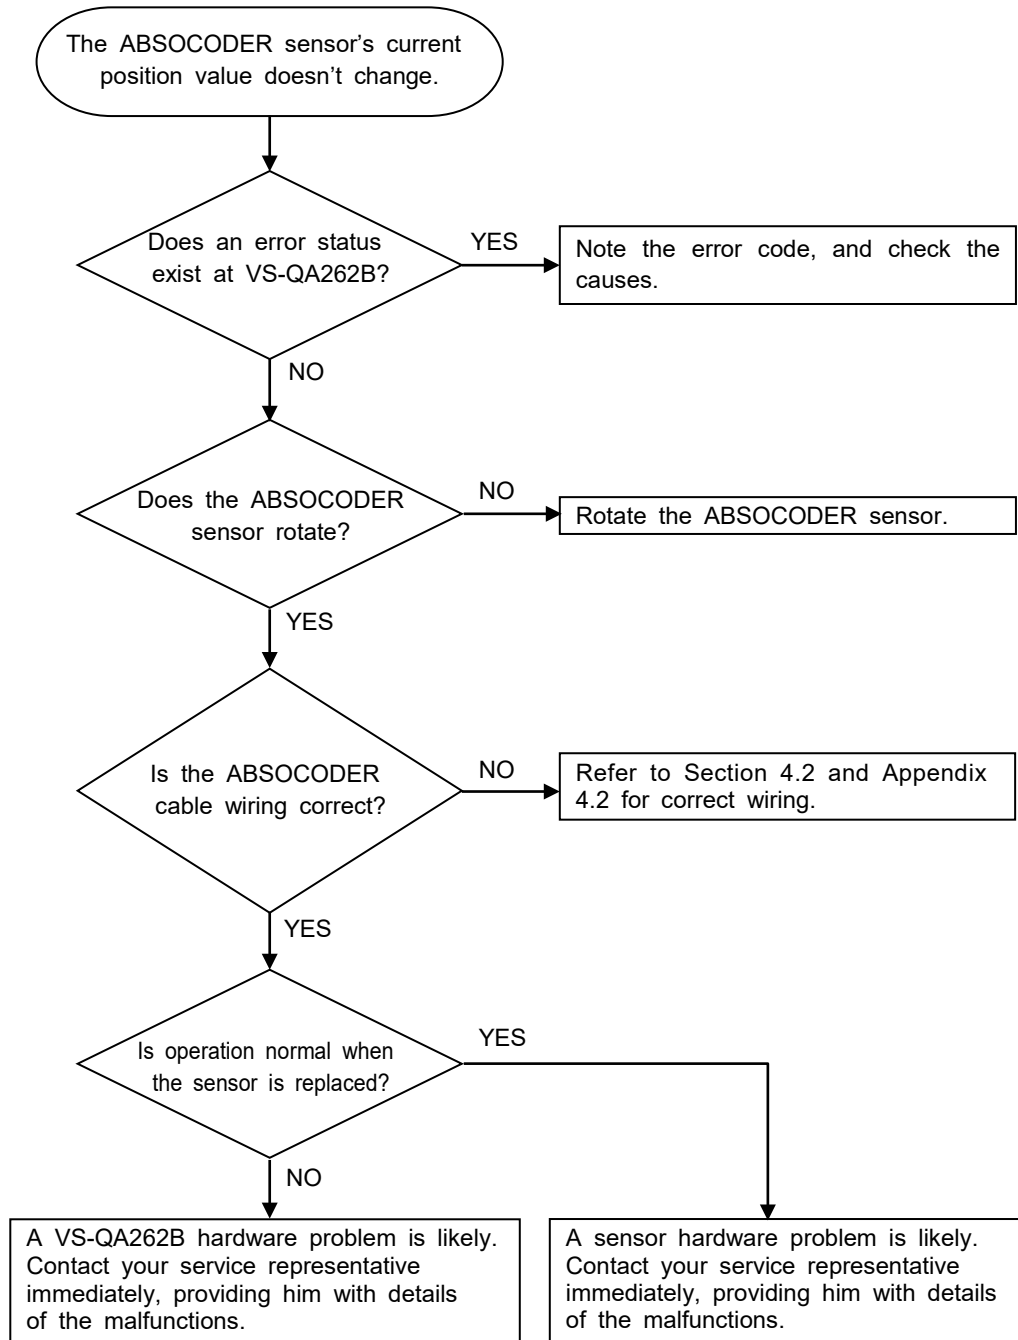 The ABSOCODER sensor's current
position value doesn't change.
Does an error status
exist at VS-QA262B?
YES
Note the error code, and check the
causes.
NO
Does the ABSOCODER
sensor rotate?
NO
Rotate the ABSOCODER sensor.
YES
Is the ABSOCODER
cable wiring correct?
NO
Refer to Section 4.2 and Appendix
4.2 for correct wiring.
YES
Is operation normal when
the sensor is replaced?
YES
NO
A VS-QA262B hardware problem is likely.
Contact your service representative
immediately, providing him with details
of the malfunctions.
A sensor hardware problem is likely.
Contact your service representative
immediately, providing him with details
of the malfunctions.